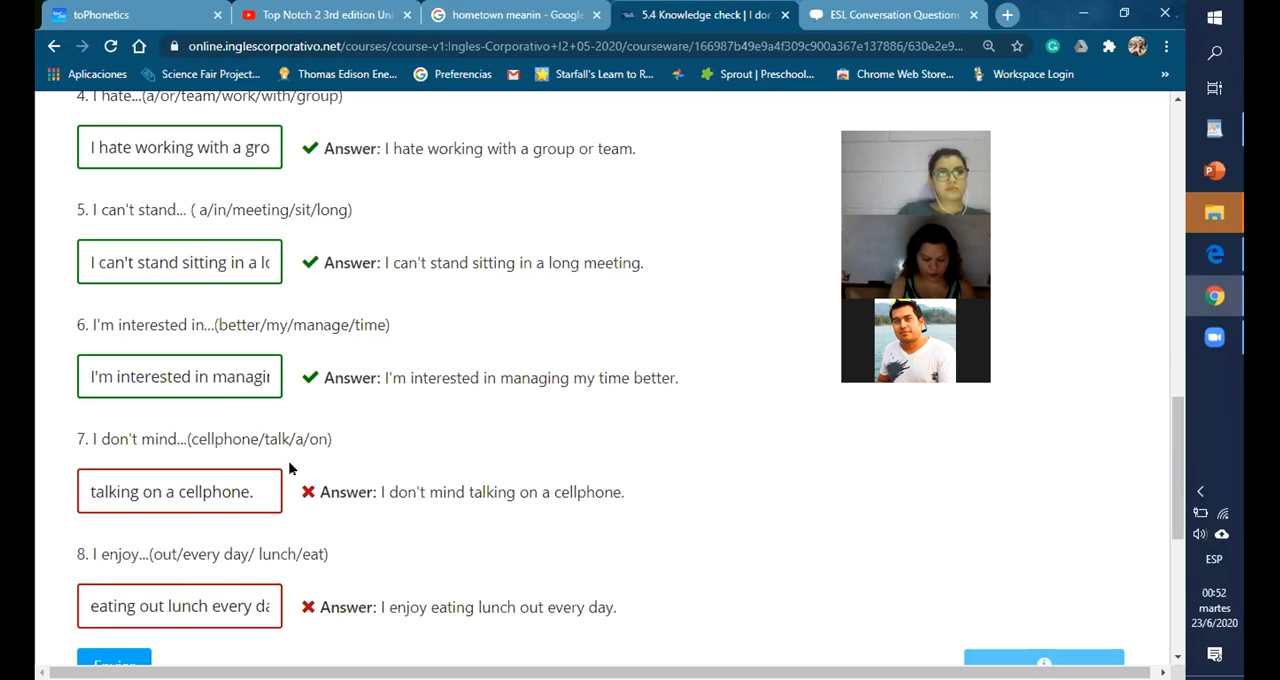 toPhonetics
Top Notch 2 3rd edition Uni
hometown meanin - Google
5.4 Knowledge check | I don
ESL Conversation Questions
online.inglescorporativo.net/courses/course-v1:Ingles-Corporativo+I2+05-2020/courseware/166987b49e9a4f309c900a367e137886/630e2e9...
Aplicaciones
Science Fair Project...
Thomas Edison Ene...
Preferencias
Starfall's Learn to R...
Sprout | Preschool...
Chrome Web Store...
Workspace Login
»
4. I hate...(a/or/team/work/with/group)
I hate working with a gro
Answer: I hate working with a group or team.
5. I can't stand... ( a/in/meeting/sit/long)
I can't stand sitting in a lo
Answer: I can't stand sitting in a long meeting.
6. I'm interested in...(better/my/manage/time)
I'm interested in managin
Answer: I'm interested in managing my time better.
7. I don't mind...(cellphone/talk/a/on)
talking on a cellphone.
Answer: I don't mind talking on a cellphone.
8. I enjoy...(out/every day/ lunch/eat)
eating out lunch every da
Answer: I enjoy eating lunch out every day.
Enviar
ESP
00:52
martes
23/6/2020